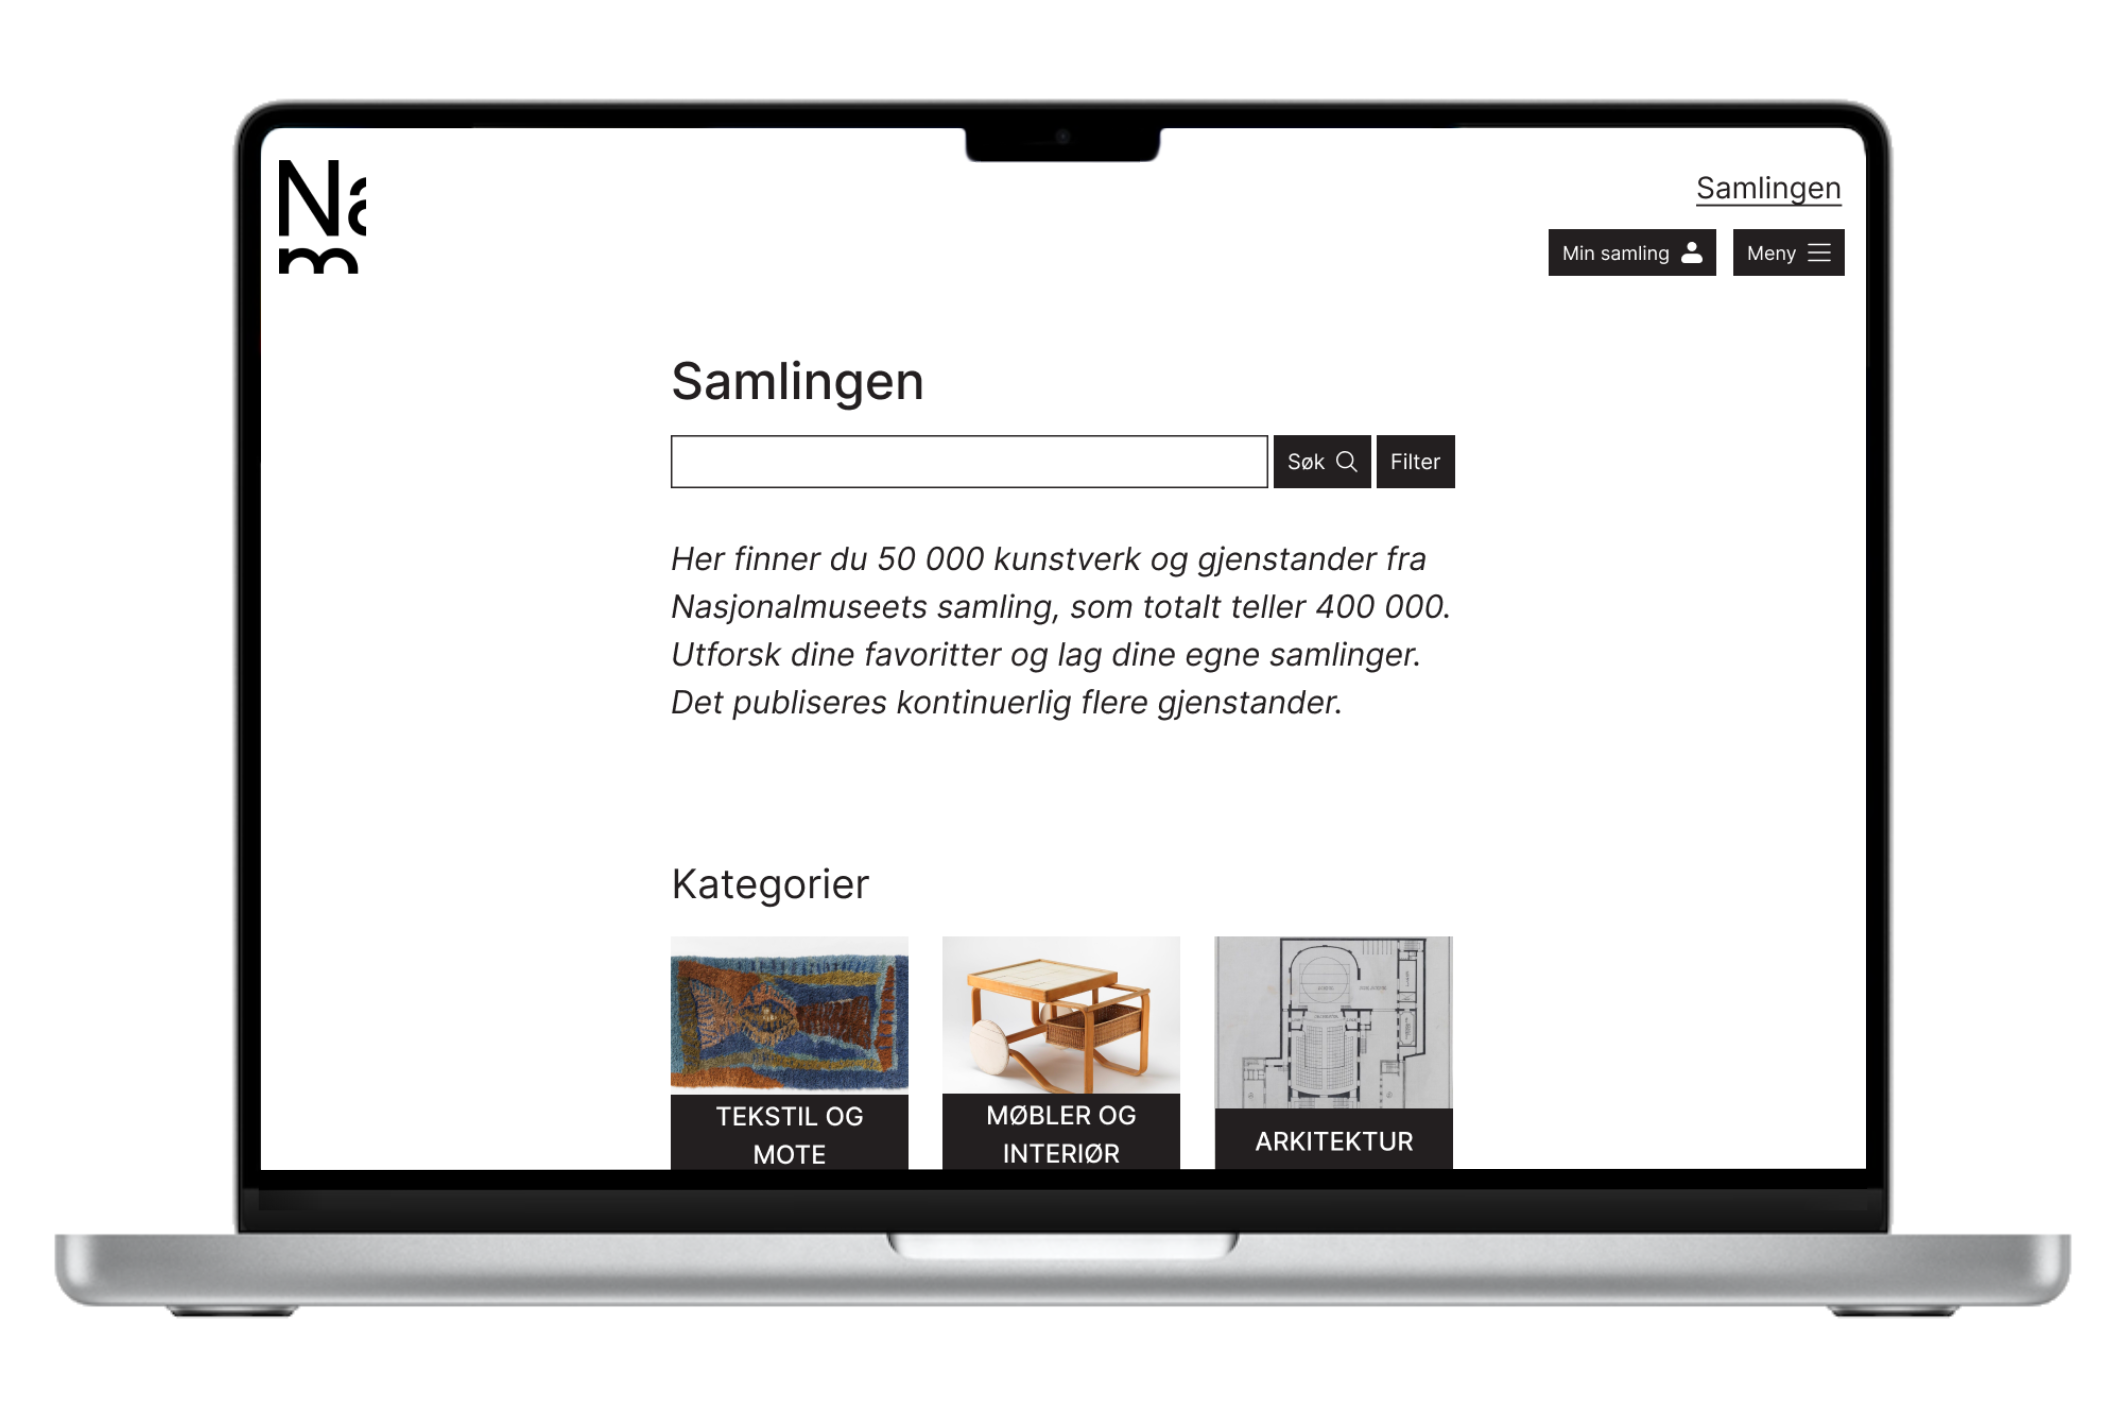 Na
m
Samlingen
Min samling
Meny
Samlingen
Søk
Filter
Her finner du 50 000 kunstverk og gjenstander fra
Nasjonalmuseets samling, som totalt teller 400 000.
Utforsk dine favoritter og lag dine egne samlinger.
Det publiseres kontinuerlig flere gjenstander.
Kategorier
TEKSTIL OG
MOTE
MØBLER OG
INTERIØR
ARKITEKTUR